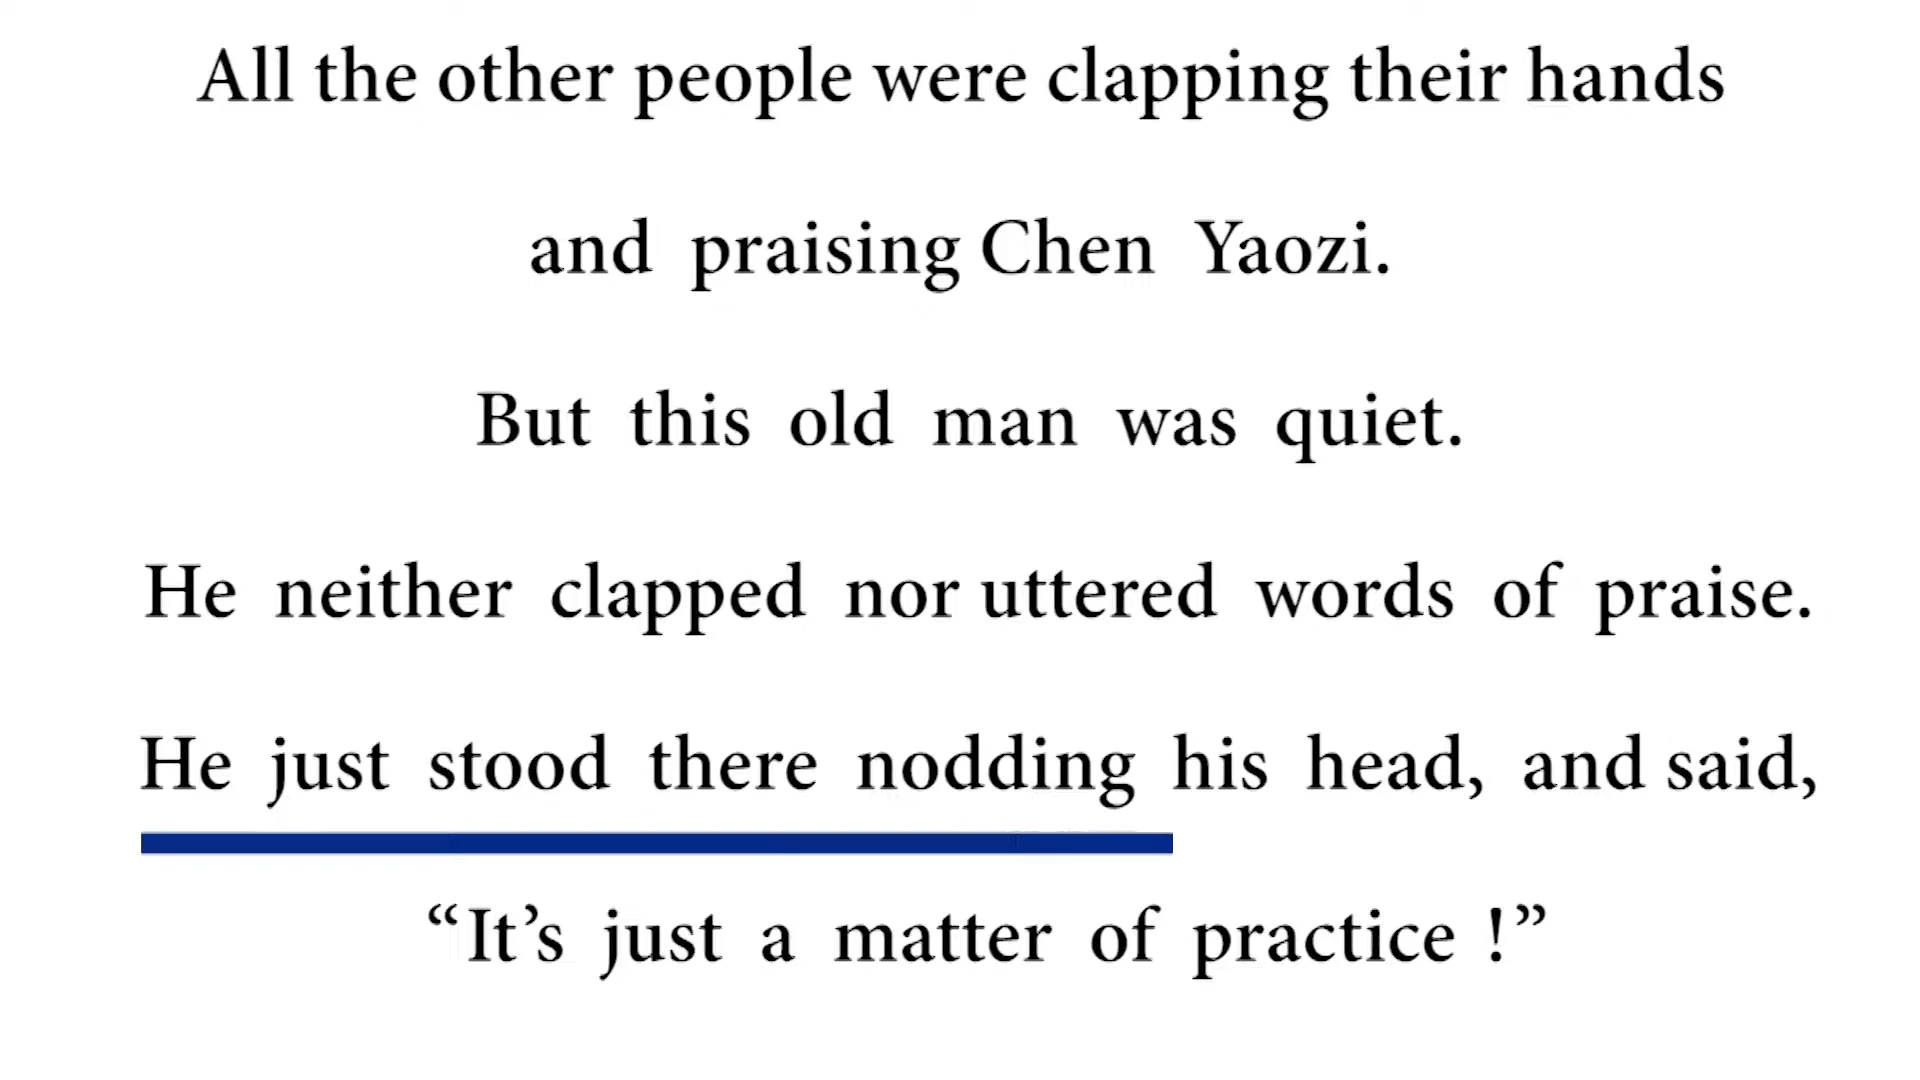 All the other people were clapping their hands
and praising Chen Yaozi.
But this old man was quiet.
He neither clapped nor uttered words of praise.
He just stood there nodding his head, and said,
“It’s just a matter of practice !”